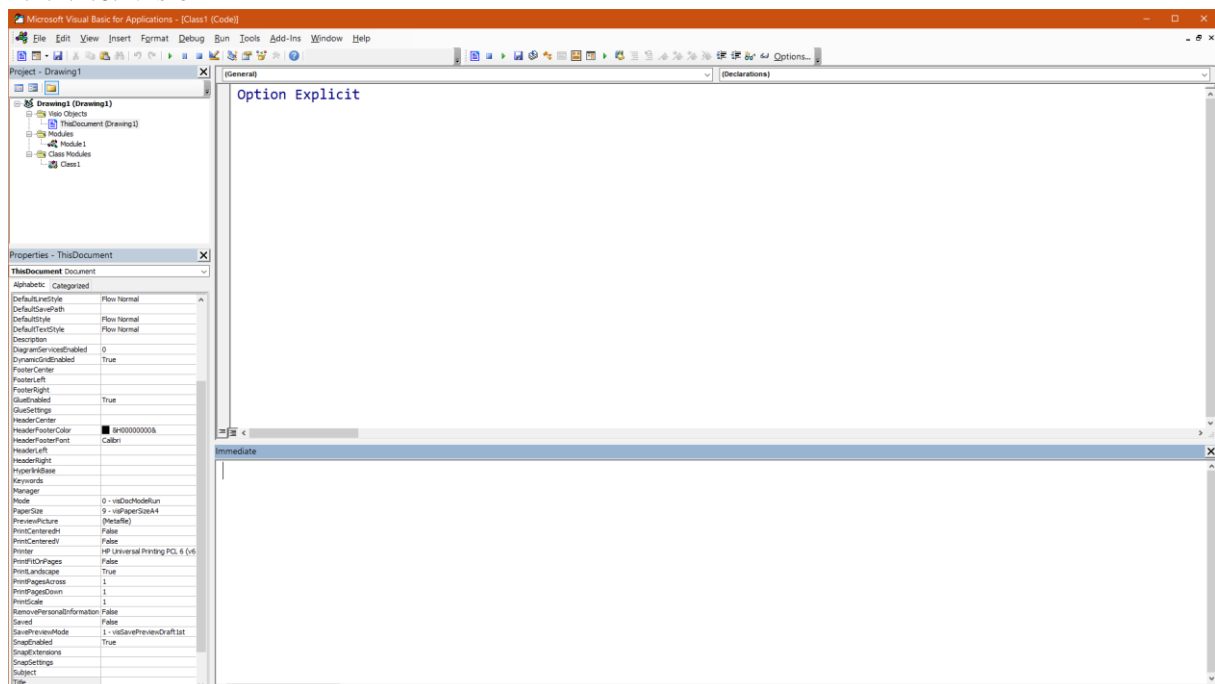 Microsoft Visual Basic for Applications - [Class1 (Code)]
File Edit View Insert Format Debug Run Tools Add-Ins Window Help
Options...
Project - Drawing1
Drawing1 (Drawing1)
Visio Objects
ThisDocument (Drawing1)
Modules
Module1
Class Modules
Class1
(General)
(Declarations)
Option Explicit
Properties - ThisDocument
ThisDocument Document
Alphabetic Categorized
DefaultLineStyle Flow Normal
DefaultSavePath
DefaultStyle Flow Normal
DefaultTextStyle Flow Normal
Description
DiagramServicesEnabled 0
DynamicGridEnabled True
FooterCenter
FooterLeft
FooterRight
GlueEnabled True
GlueSettings
HeaderCenter
HeaderFooterColor &H00000000&
HeaderFooterFont Calibri
HeaderLeft
HeaderRight
HyperlinkBase
Keywords
Manager
Mode 0 - visDocModeRun
PaperSize 9 - visPaperSizeA4
PreviewPicture (Metafile)
PrintCenteredH False
PrintCenteredV False
Printer HP Universal Printing PCL 6 (v6
PrintFitOnPages False
PrintLandscape True
PrintPagesAcross 1
PrintPagesDown 1
PrintScale 1
RemovePersonalInformation False
Saved False
SavePreviewMode 1 - visSavePreviewDraft1st
SnapEnabled True
SnapExtensions
SnapSettings
Subject
Title
Immediate